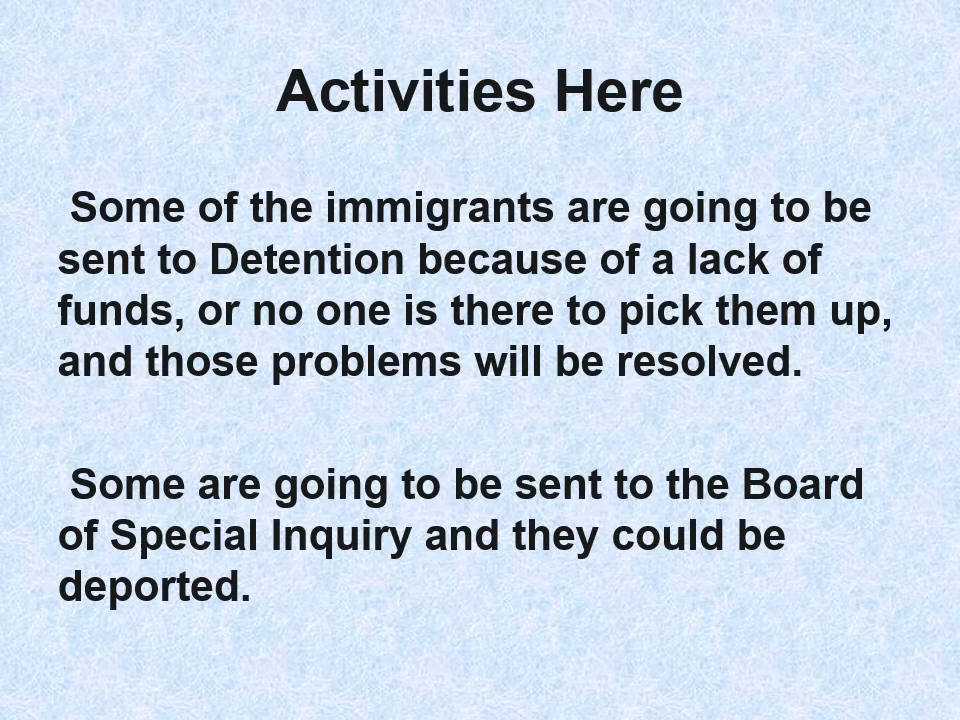 Activities Here
Some of the immigrants are going to be
sent to Detention because of a lack of
funds, or no one is there to pick them up,
and those problems will be resolved.
Some are going to be sent to the Board
of Special Inquiry and they could be
deported.